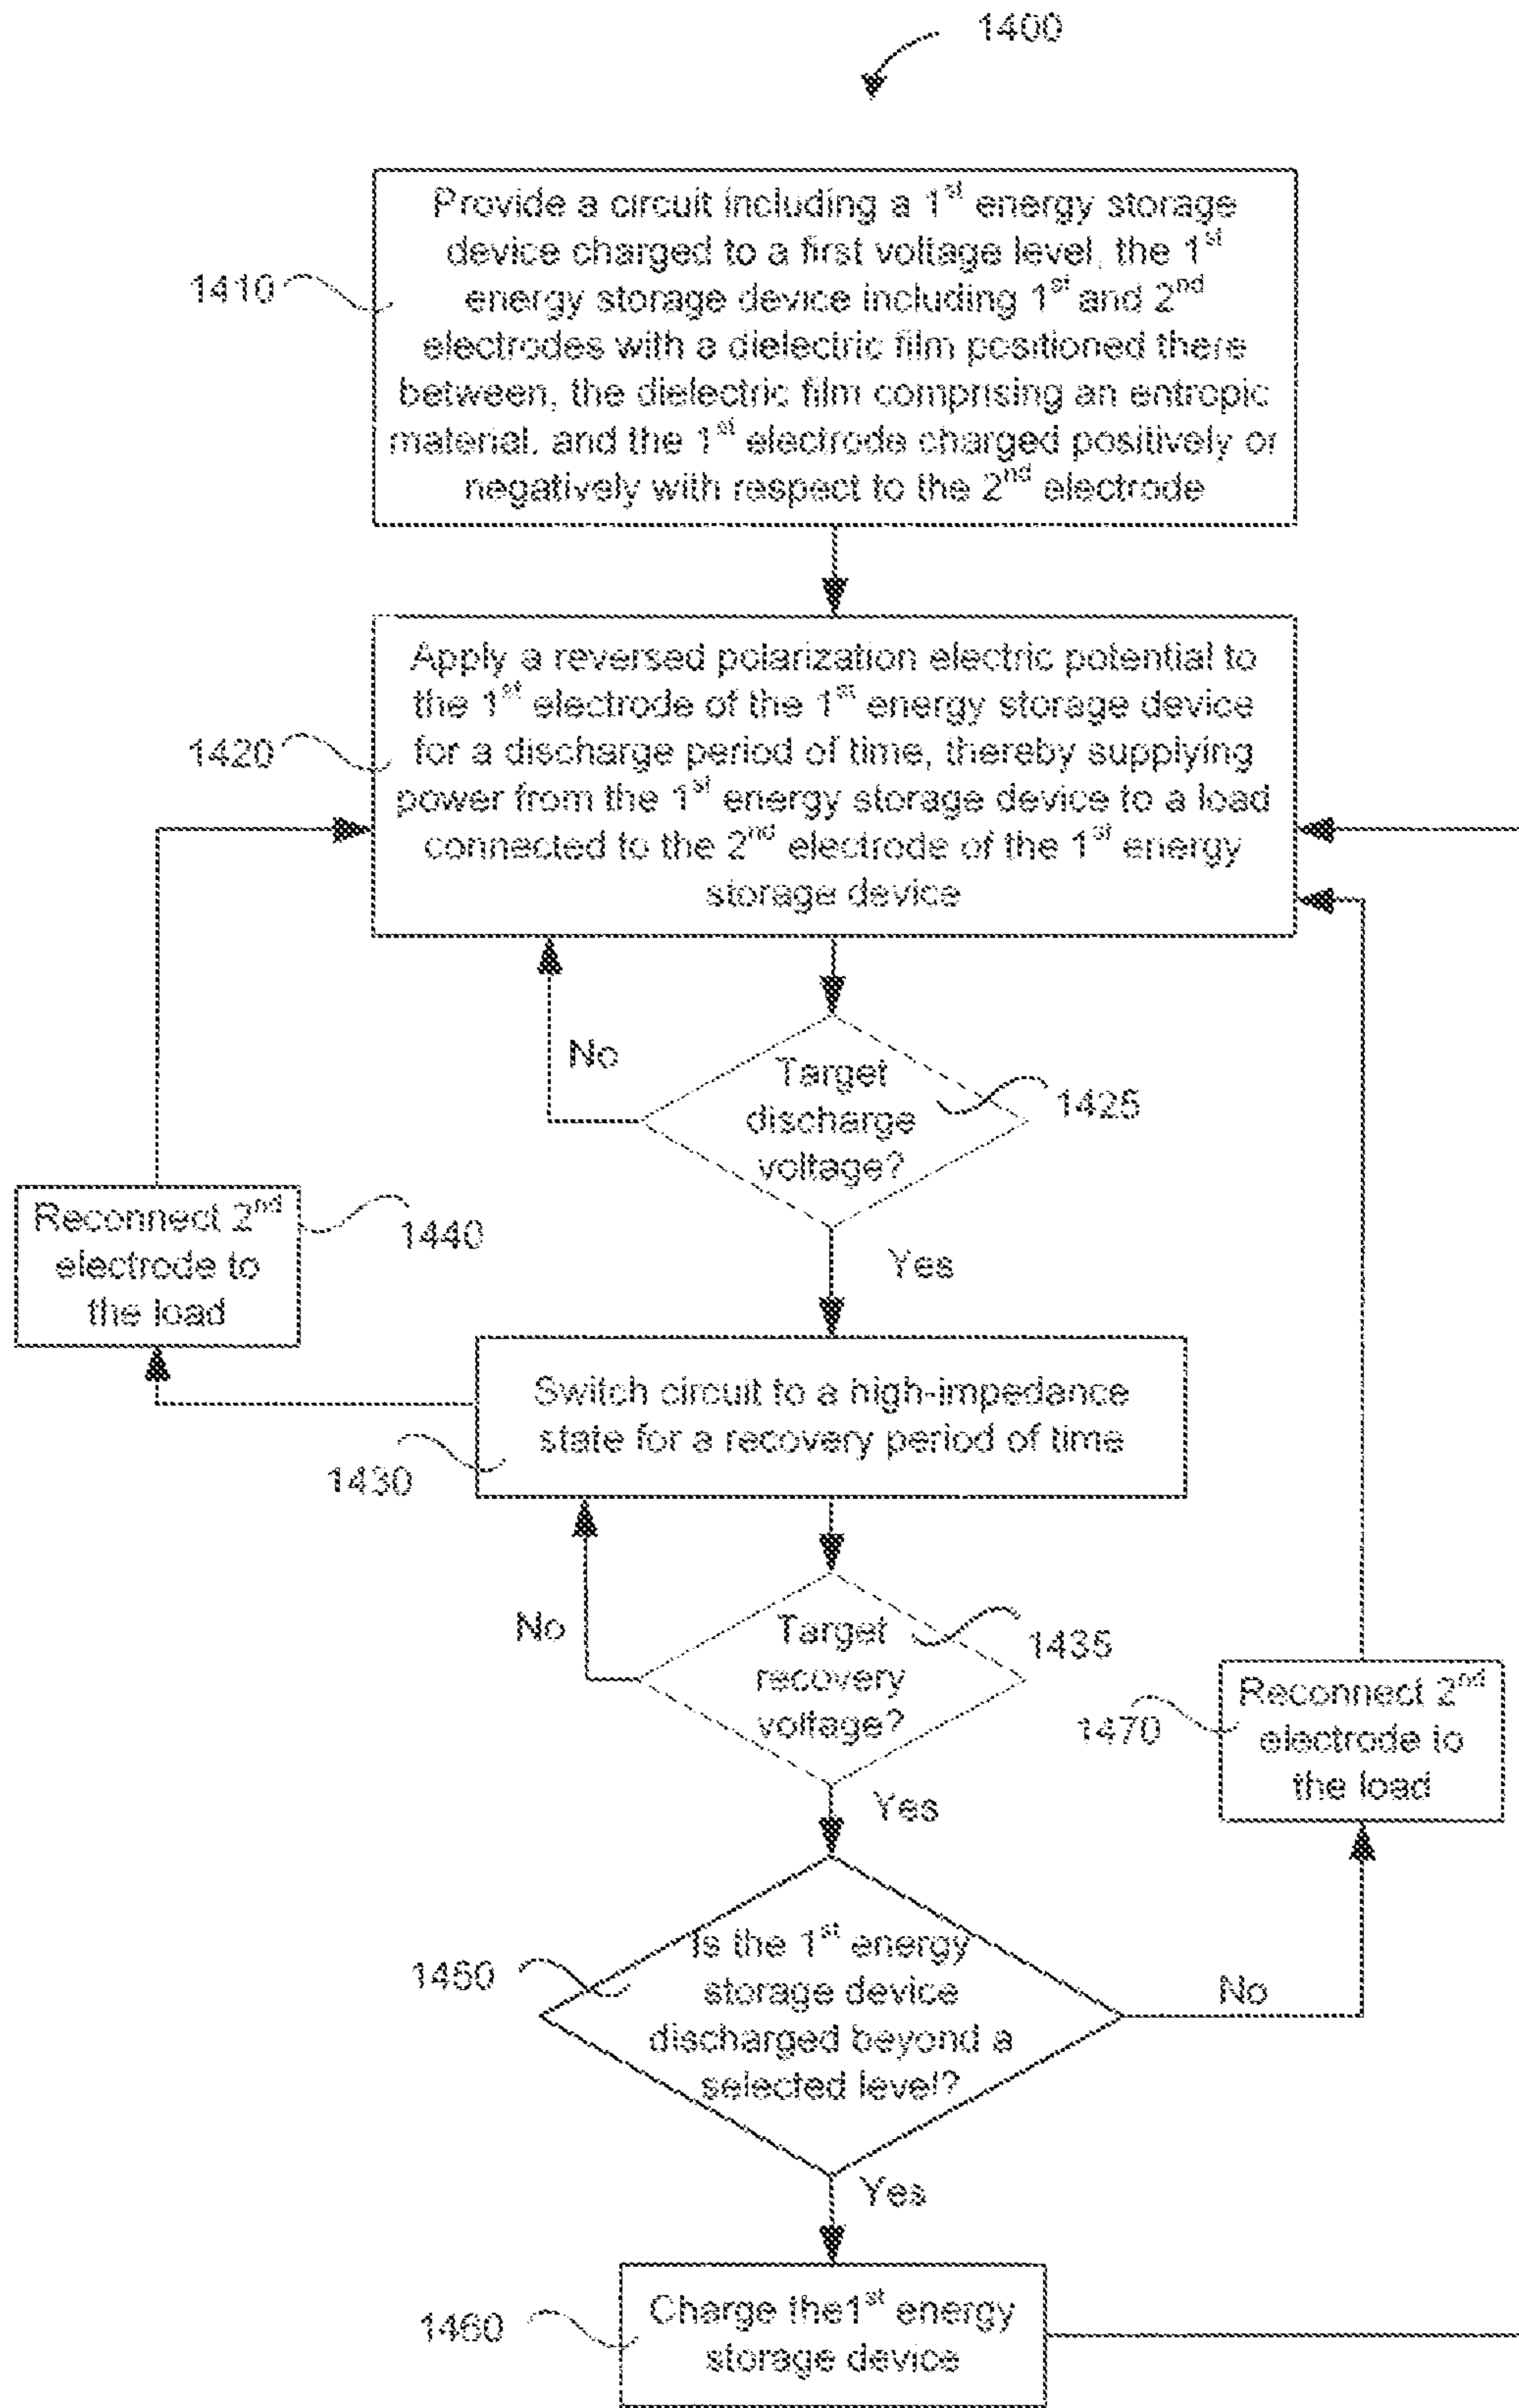 1400
Provide a circuit including a 1st energy storage
device charged to a first voltage level, the 1st
energy storage device including 1st and 2nd
electrodes with a dielectric film positioned there
between, the dielectric film comprising an entropic
material, and the 1st electrode charged positively or
negatively with respect to the 2nd electrode
1410
Apply a reversed polarization electric potential to
the 1st electrode of the 1st energy storage device
for a discharge period of time, thereby supplying
power from the 1st energy storage device to a load
connected to the 2nd electrode of the 1st energy
storage device
1420
No
Target
discharge
voltage?
1425
Yes
Reconnect 2nd
electrode to
the load
1440
Switch circuit to a high-impedance
state for a recovery period of time
1430
No
Target
recovery
voltage?
1435
Yes
Reconnect 2nd
electrode to
the load
1470
Is the 1st energy
storage device
discharged beyond a
selected level?
1450
No
Yes
Charge the1st energy
storage device
1460